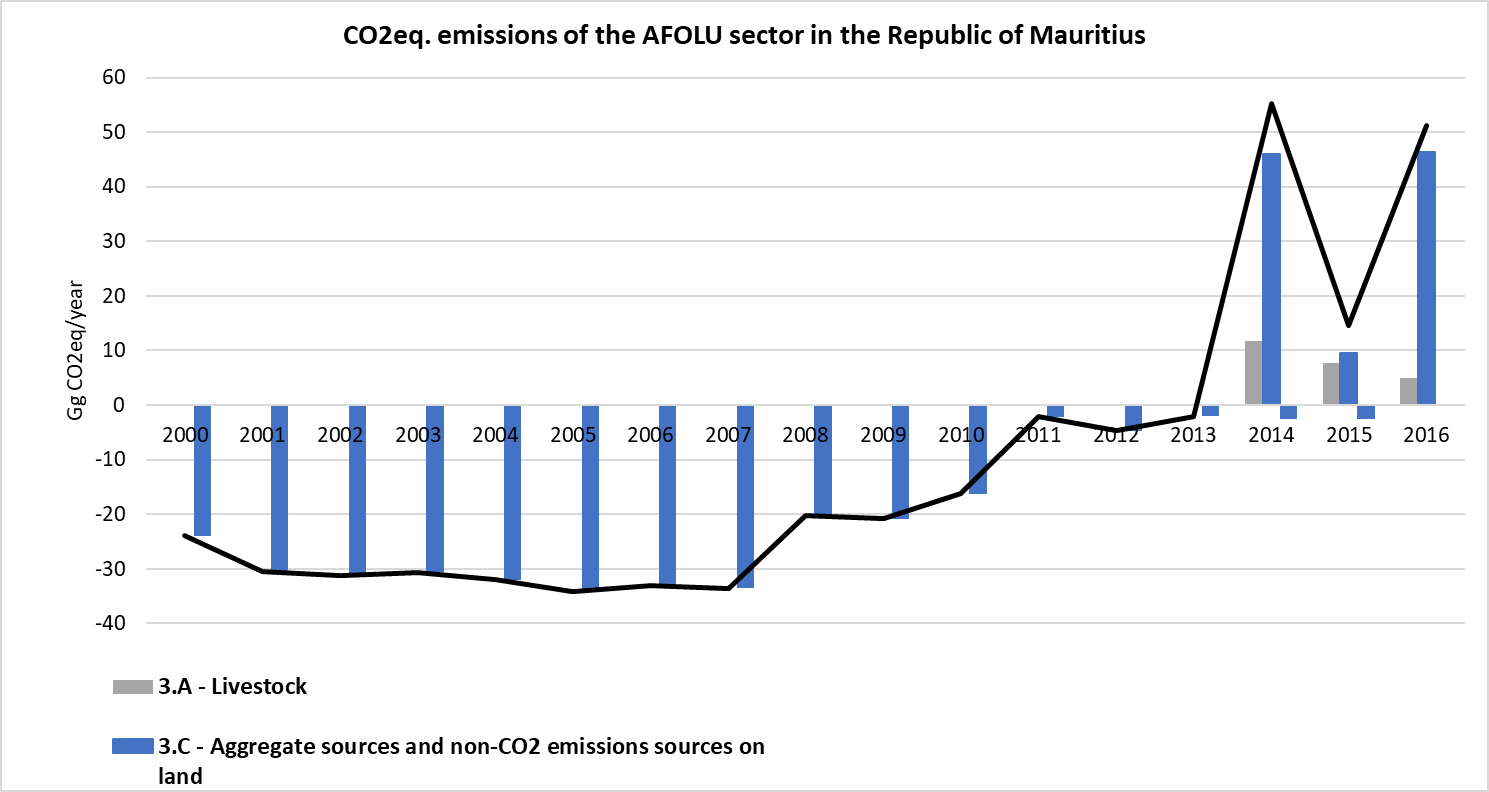 CO2eq. emissions of the AFOLU sector in the Republic of Mauritius
60
50
40
30
20
10
0
-10
-20
-30
-40
Gg CO2eq/year
2000 2001 2002 2003 2004 2005 2006 2007 2008 2009 2010 2011 2012 2013 2014 2015 2016
3.A - Livestock
3.C - Aggregate sources and non-CO2 emissions sources on
land